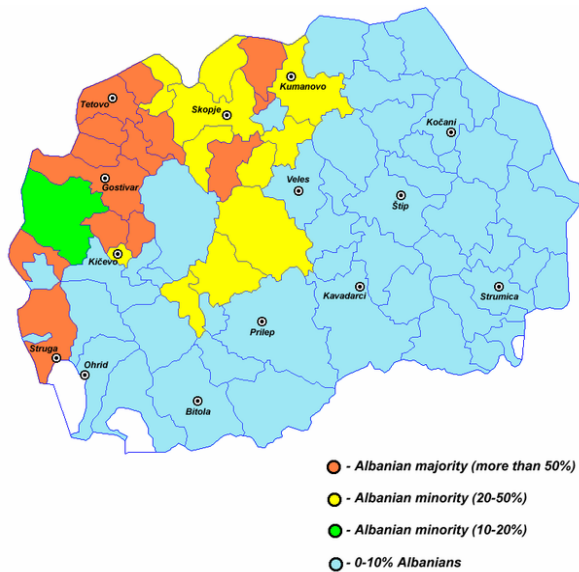 Kumanovo
Tetovo
Skopje
Kočani
Gostivar
Veles
Štip
Kičevo
Kavadarci
Strumica
Prilep
Struga
Ohrid
Bitola
- Albanian majority (more than 50%)
- Albanian minority (20-50%)
- Albanian minority (10-20%)
- 0-10% Albanians